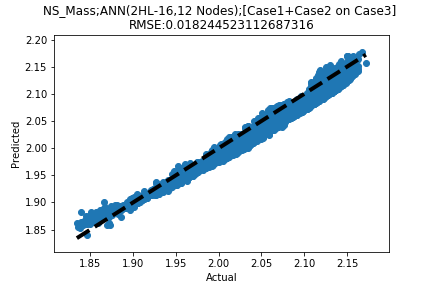 NS_Mass;ANN(2HL-16,12 Nodes);[Case1+Case2 on Case3]
RMSE:0.018244523112687316
2.20
2.15
2.10
2.05
2.00
1.95
1.90
1.85
Predicted
1.85 1.90 1.95 2.00 2.05 2.10 2.15
Actual